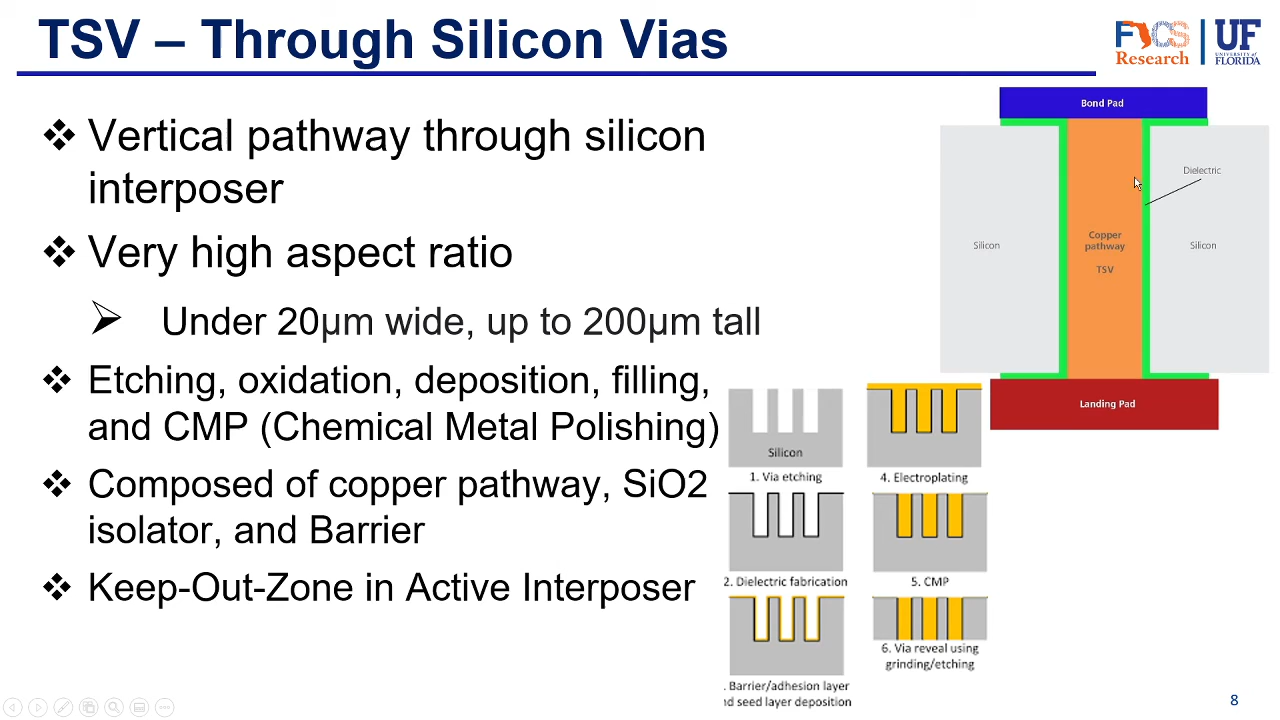 TSV – Through Silicon Vias
FICS
Research
UF
UNIVERSITY of
FLORIDA
❖ Vertical pathway through silicon
interposer
❖ Very high aspect ratio
➢ Under 20μm wide, up to 200μm tall
❖ Etching, oxidation, deposition, filling,
and CMP (Chemical Metal Polishing)
❖ Composed of copper pathway, SiO2
isolator, and Barrier
❖ Keep-Out-Zone in Active Interposer
Bond Pad
Dielectric
Silicon
Copper
pathway
TSV
Silicon
Landing Pad
Silicon
1. Via etching
2. Dielectric fabrication
. Barrier/adhesion layer
nd seed layer deposition
4. Electroplating
5. CMP
6. Via reveal using
grinding/etching
8